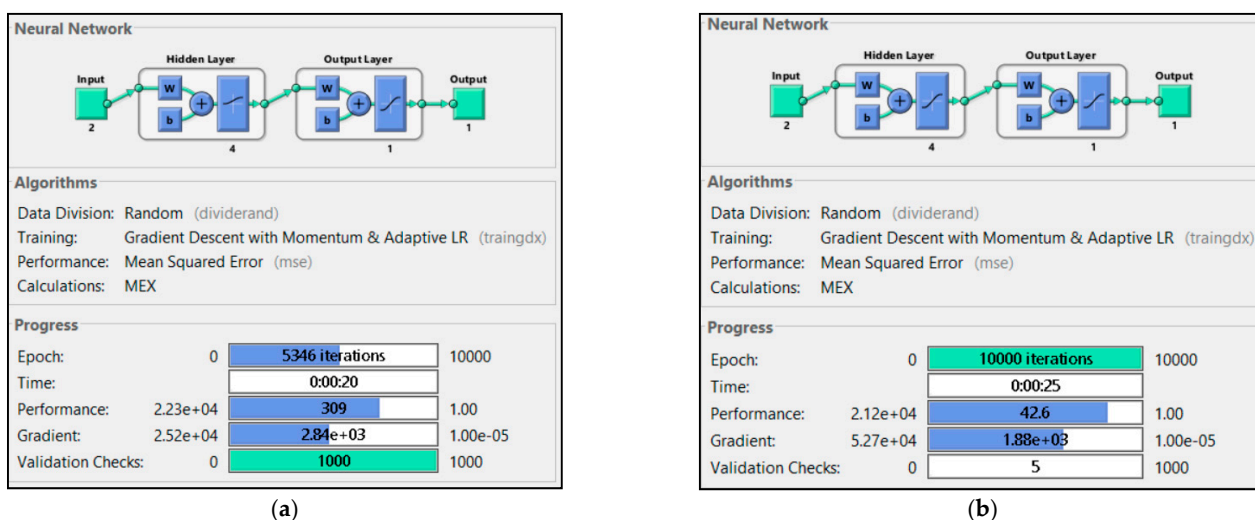 Neural Network
Hidden Layer
Output Layer
Input
Output
W
b
+
W
b
+
2
4
1
1
Algorithms
Data Division: Random (dividerand)
Training: Gradient Descent with Momentum & Adaptive LR (traingdx)
Performance: Mean Squared Error (mse)
Calculations: MEX
Progress
Epoch: 0 5346 iterations 10000
Time: 0:00:20
Performance: 2.23e+04 309 1.00
Gradient: 2.52e+04 2.84e+03 1.00e-05
Validation Checks: 0 1000 1000
(a)
Neural Network
Hidden Layer
Output Layer
Input
Output
W
b
+
W
b
+
2
4
1
1
Algorithms
Data Division: Random (dividerand)
Training: Gradient Descent with Momentum & Adaptive LR (traingdx)
Performance: Mean Squared Error (mse)
Calculations: MEX
Progress
Epoch: 0 10000 iterations 10000
Time: 0:00:25
Performance: 2.12e+04 42.6 1.00
Gradient: 5.27e+04 1.88e+03 1.00e-05
Validation Checks: 0 5 1000
(b)